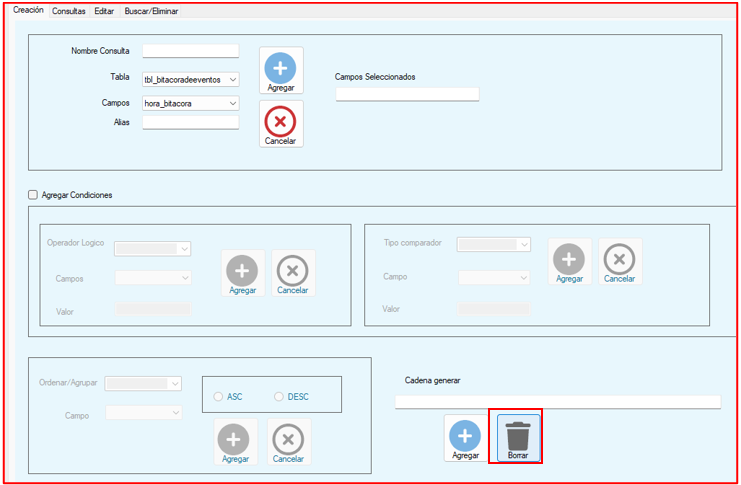 Creación Consultas Editar Buscar/Eliminar
Nombre Consulta
Tabla tbl_bitacoradeeventos
Agregar
Campos Seleccionados
Campos hora_bitacora
Alias
Cancelar
Agregar Condiciones
Operador Logico
Campos
Valor
Agregar Cancelar
Tipo comparador
Campo
Valor
Agregar Cancelar
Ordenar/Agrupar
Campo
ASC DESC
Agregar Cancelar
Cadena generar
Agregar Borrar